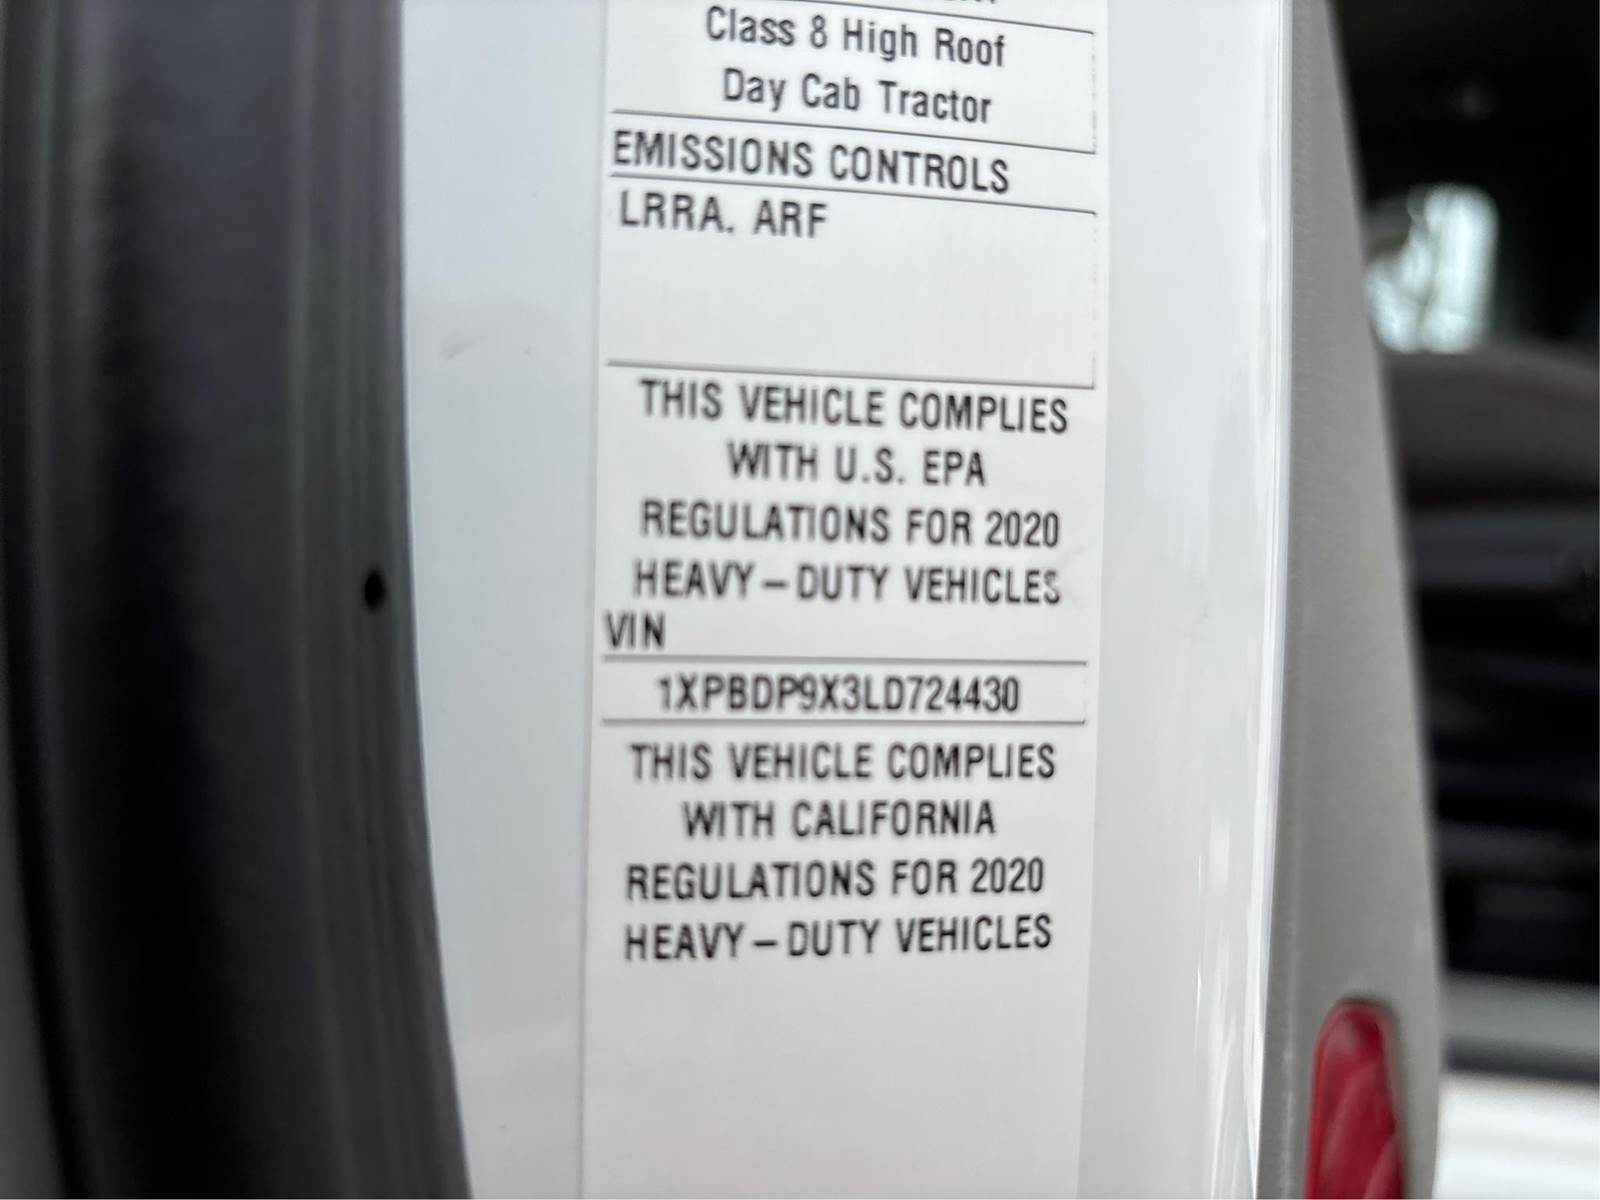 Class 8 High Roof
Day Cab Tractor
EMISSIONS CONTROLS
LRRA. ARF
THIS VEHICLE COMPLIES
WITH U.S. EPA
REGULATIONS FOR 2020
HEAVY-DUTY VEHICLES
VIN
1XPBDP9X3LD724430
THIS VEHICLE COMPLIES
WITH CALIFORNIA
REGULATIONS FOR 2020
HEAVY-DUTY VEHICLES